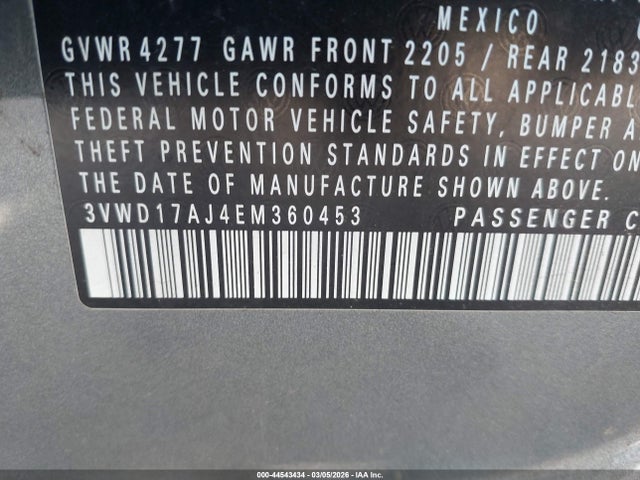 MEXICO
GVWR 4277 GAWR FRONT 2205 / REAR 2183
THIS VEHICLE CONFORMS TO ALL APPLICABL
FEDERAL MOTOR VEHICLE SAFETY, BUMPER A
THEFT PREVENTION STANDARDS IN EFFECT ON
THE DATE OF MANUFACTURE SHOWN ABOVE.
3VWD17AJ4EM360453 PASSENGER C
000-44543434 | 03/05/2026 | IAA Inc.